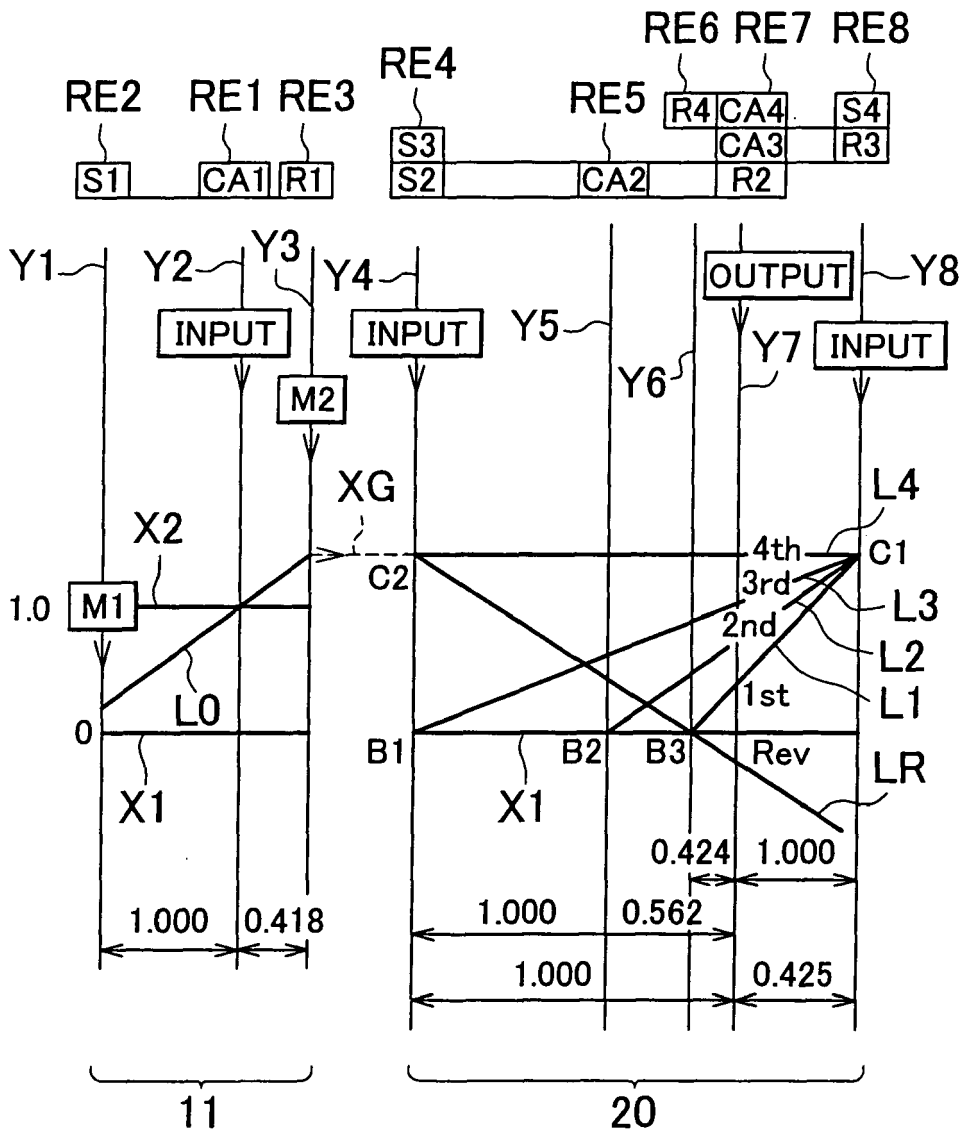 RE6 RE7 RE8
RE2 RE1 RE3 RE4 RE5
R4 CA4 S4
S3 CA3 R3
S1 CA1 R1 S2 CA2 R2
Y1 Y2 Y3 Y4 Y5 Y6 Y7 Y8
OUTPUT
INPUT INPUT INPUT
M2
XG L4
X2 4th C1
C2 3rd
1.0 M1 L3
2nd L2
L0 1st L1
0 B1 B2 B3 Rev
X1 X1 LR
0.424 1.000
1.000 0.418 1.000 0.562
1.000 0.425
11 20